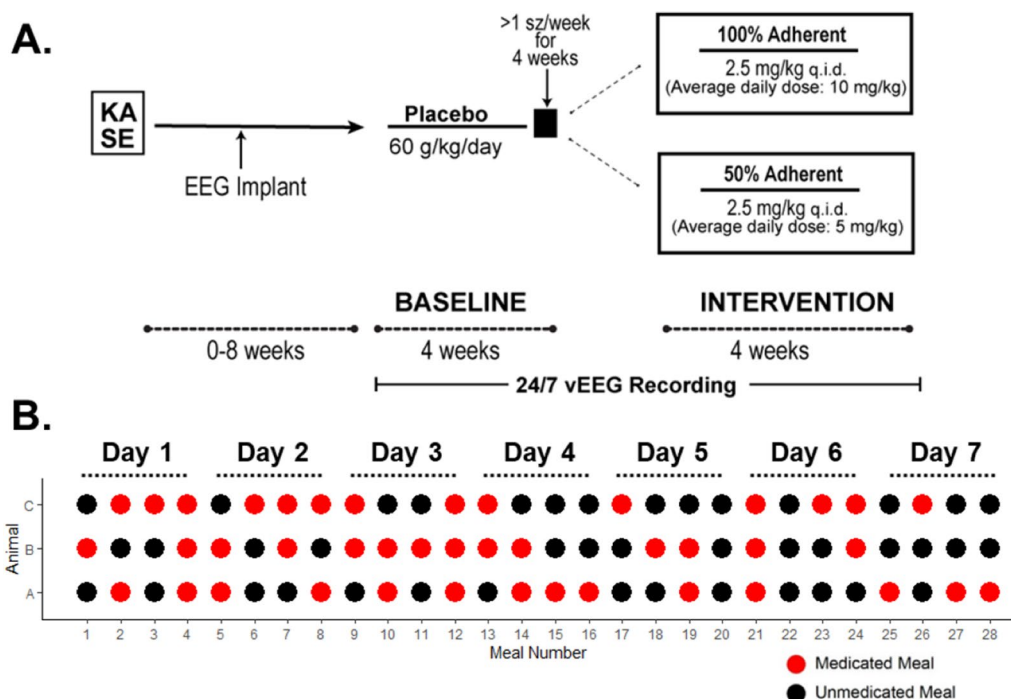 A.
KA
SE
EEG Implant
Placebo
60 g/kg/day
>1 sz/week
for
4 weeks
100% Adherent
2.5 mg/kg q.i.d.
(Average daily dose: 10 mg/kg)
50% Adherent
2.5 mg/kg q.i.d.
(Average daily dose: 5 mg/kg)
BASELINE
INTERVENTION
0-8 weeks
4 weeks
4 weeks
24/7 vEEG Recording
B.
Day 1 Day 2 Day 3 Day 4 Day 5 Day 6 Day 7
Animal
C
B
A
1 2 3 4 5 6 7 8 9 10 11 12 13 14 15 16 17 18 19 20 21 22 23 24 25 26 27 28
Meal Number
Medicated Meal
Unmedicated Meal